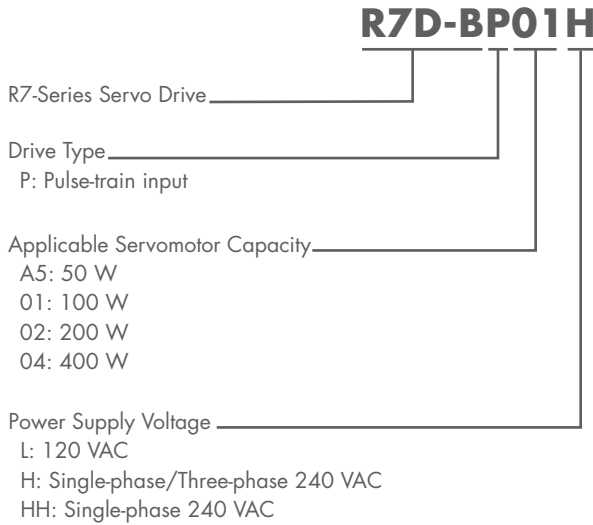 R7D-BP01H
R7-Series Servo Drive
Drive Type
P: Pulse-train input
Applicable Servomotor Capacity
A5: 50 W
01: 100 W
02: 200 W
04: 400 W
Power Supply Voltage
L: 120 VAC
H: Single-phase/Three-phase 240 VAC
HH: Single-phase 240 VAC